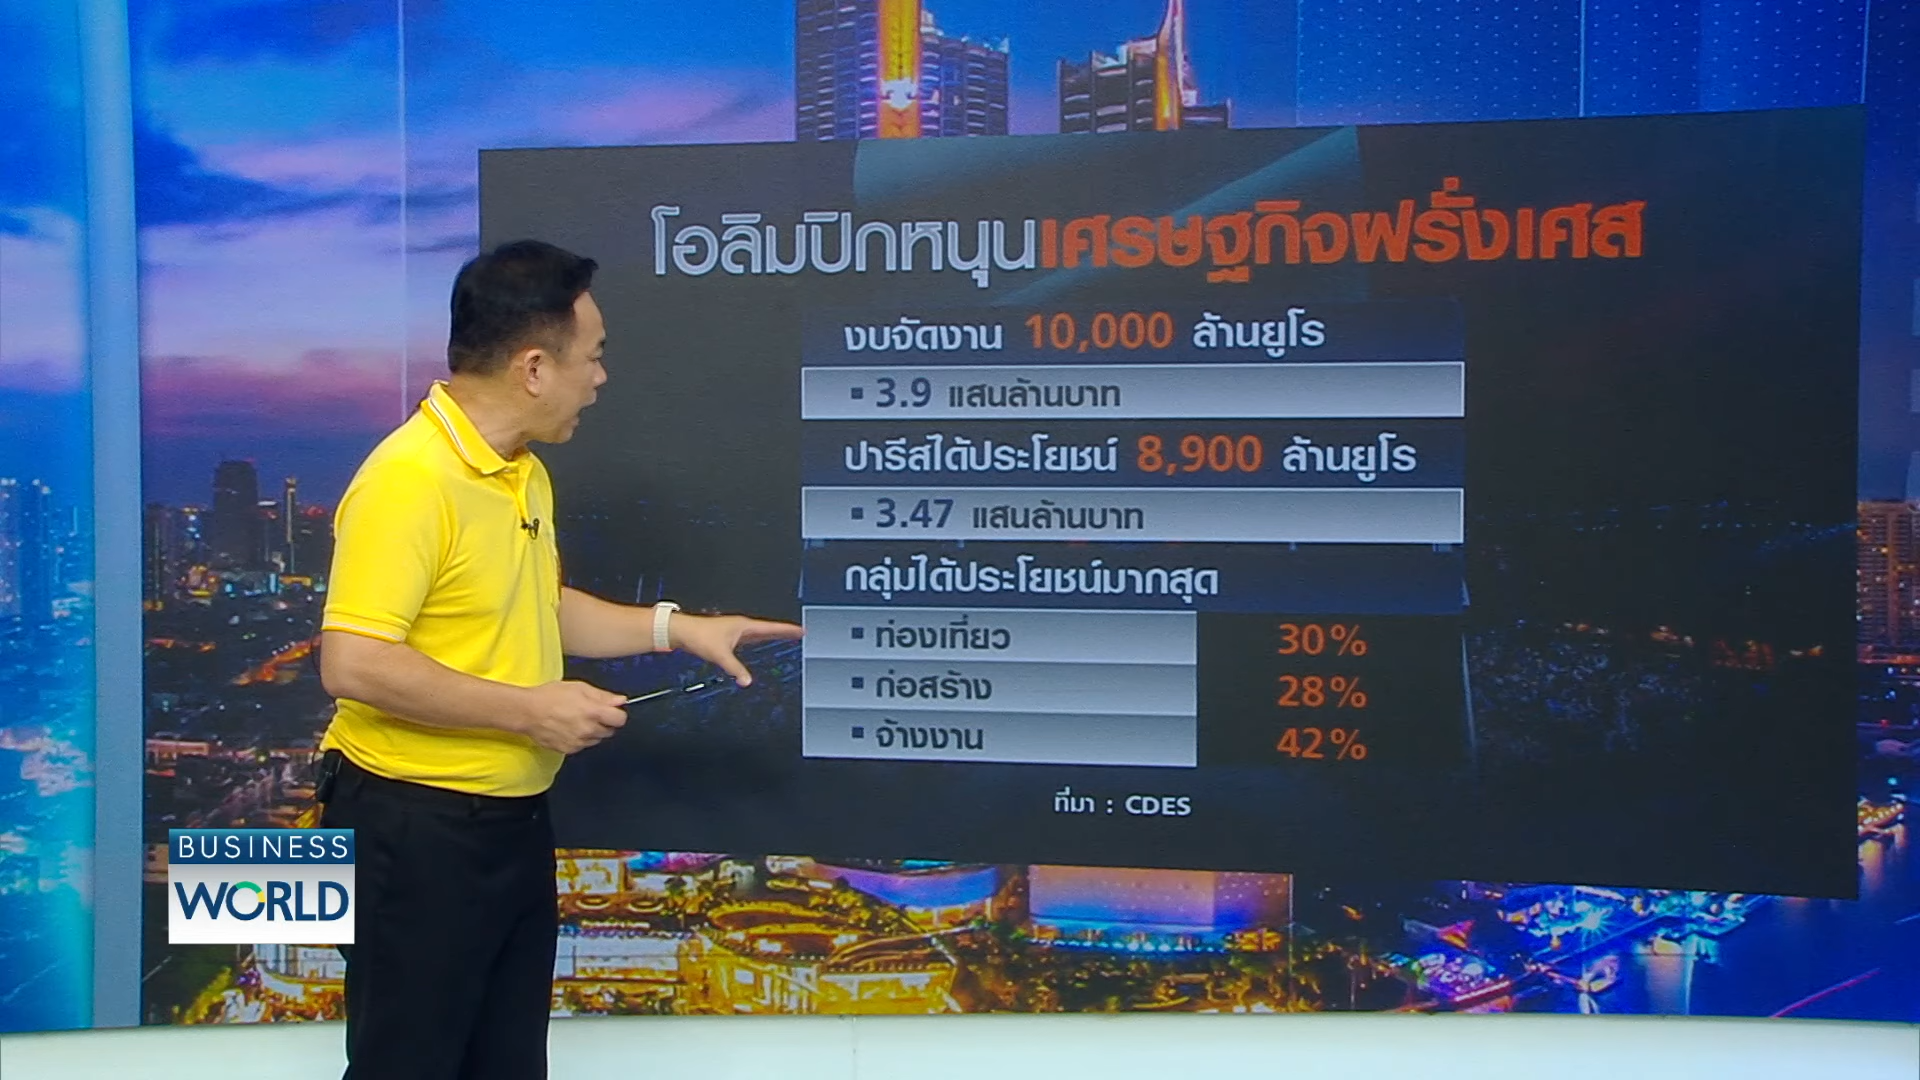 โอลิมปิกหนุนเศรษฐกิจฝรั่งเศส
งบจัดงาน 10,000 ล้านยูโร
▪ 3.9 แสนล้านบาท
ปารีสได้ประโยชน์ 8,900 ล้านยูโร
▪ 3.47 แสนล้านบาท
กลุ่มได้ประโยชน์มากสุด
▪ ท่องเที่ยว 30%
▪ ก่อสร้าง 28%
▪ จ้างงาน 42%
ที่มา : CDES
BUSINESS
WORLD